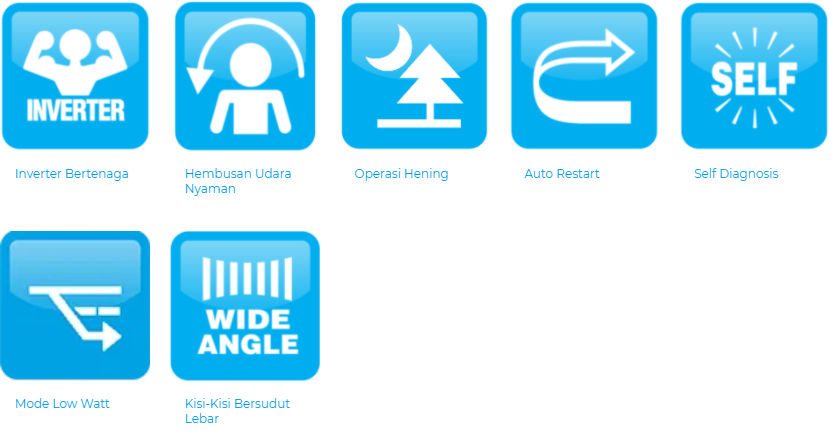 INVERTER
SELF
Inverter Bertenaga
Hembusan Udara
Nyaman
Operasi Hening
Auto Restart
Self Diagnosis
WIDE
ANGLE
Mode Low Watt
Kisi-Kisi Bersudut
Lebar